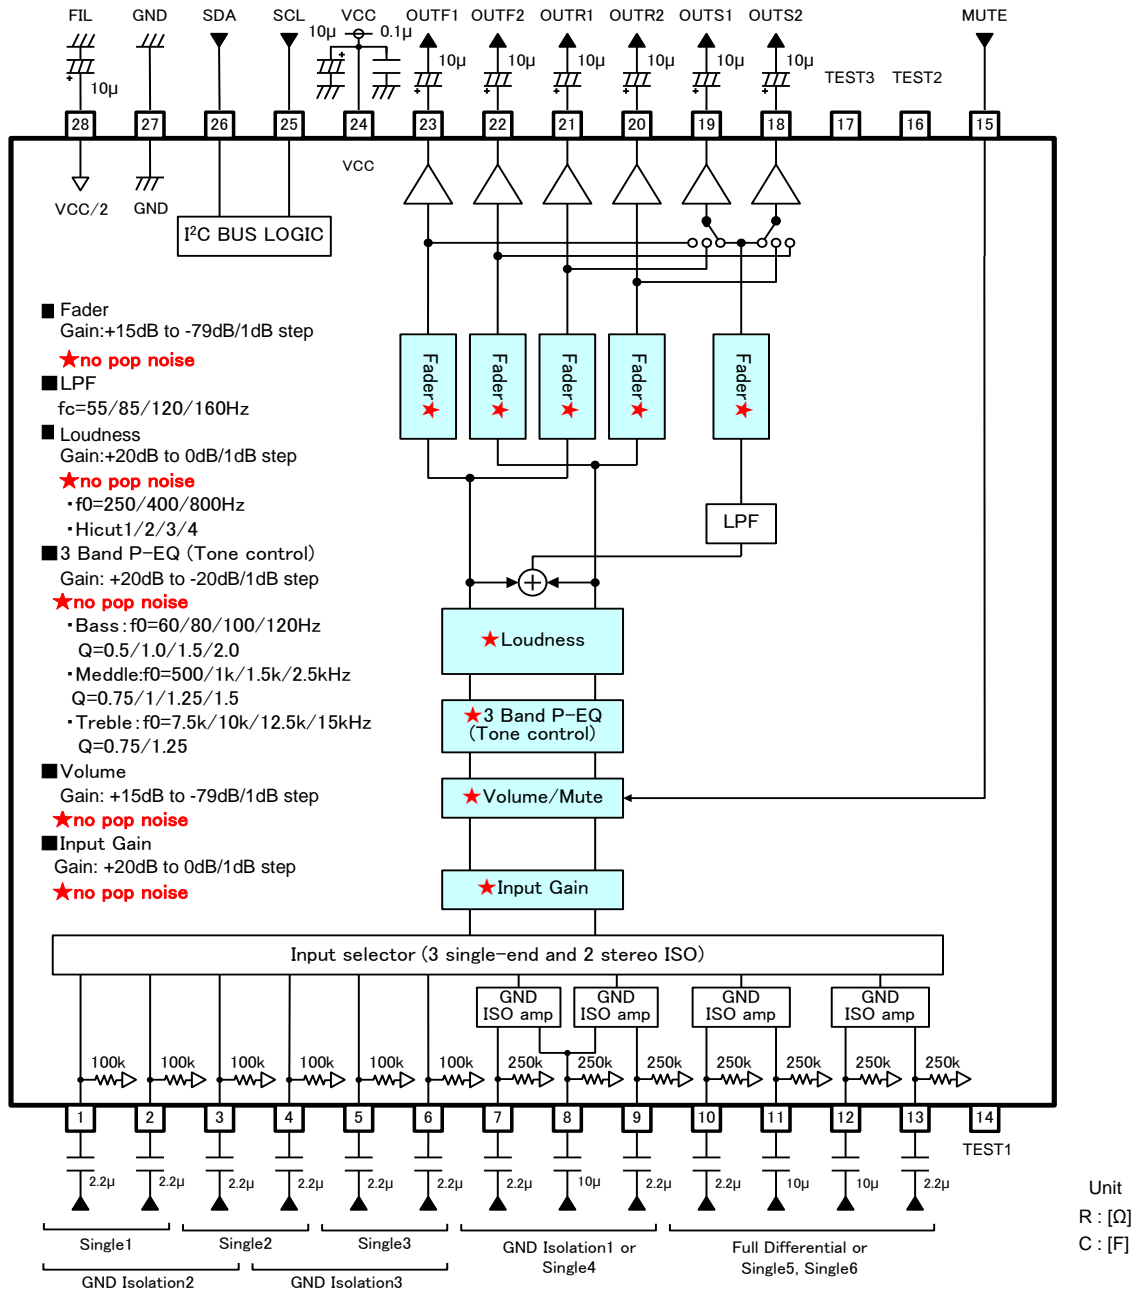 FIL GND SDA SCL VCC OUTF1 OUTF2 OUTR1 OUTR2 OUTS1 OUTS2 MUTE
10μ 0.1μ
10μ 10μ 10μ 10μ 10μ 10μ 10μ TEST3 TEST2
28 27 26 25 24 23 22 21 20 19 18 17 16 15
VCC
VCC/2 GND
I²C BUS LOGIC
■ Fader
Gain:+15dB to -79dB/1dB step
★no pop noise
■LPF
fc=55/85/120/160Hz
■ Loudness
Gain:+20dB to 0dB/1dB step
★no pop noise
・f0=250/400/800Hz
・Hicut1/2/3/4
■3 Band P-EQ (Tone control)
Gain: +20dB to -20dB/1dB step
★no pop noise
・Bass:f0=60/80/100/120Hz
Q=0.5/1.0/1.5/2.0
・Meddle:f0=500/1k/1.5k/2.5kHz
Q=0.75/1/1.25/1.5
・Treble:f0=7.5k/10k/12.5k/15kHz
Q=0.75/1.25
■Volume
Gain: +15dB to -79dB/1dB step
★no pop noise
■Input Gain
Gain: +20dB to 0dB/1dB step
★no pop noise
Fader★ Fader★ Fader★ Fader★ Fader★
LPF
★Loudness
★3 Band P-EQ
(Tone control)
★Volume/Mute
★Input Gain
Input selector (3 single-end and 2 stereo ISO)
GND GND GND GND
ISO amp ISO amp ISO amp ISO amp
100k 100k 100k 100k 100k 100k 250k 250k 250k 250k 250k 250k 250k
1 2 3 4 5 6 7 8 9 10 11 12 13 14
TEST1
2.2μ 2.2μ 2.2μ 2.2μ 2.2μ 2.2μ 2.2μ 10μ 2.2μ 2.2μ 10μ 10μ 2.2μ
Single1 Single2 Single3
GND Isolation1 or
Single4
Full Differential or
Single5, Single6
GND Isolation2 GND Isolation3
Unit
R : [Ω]
C : [F]